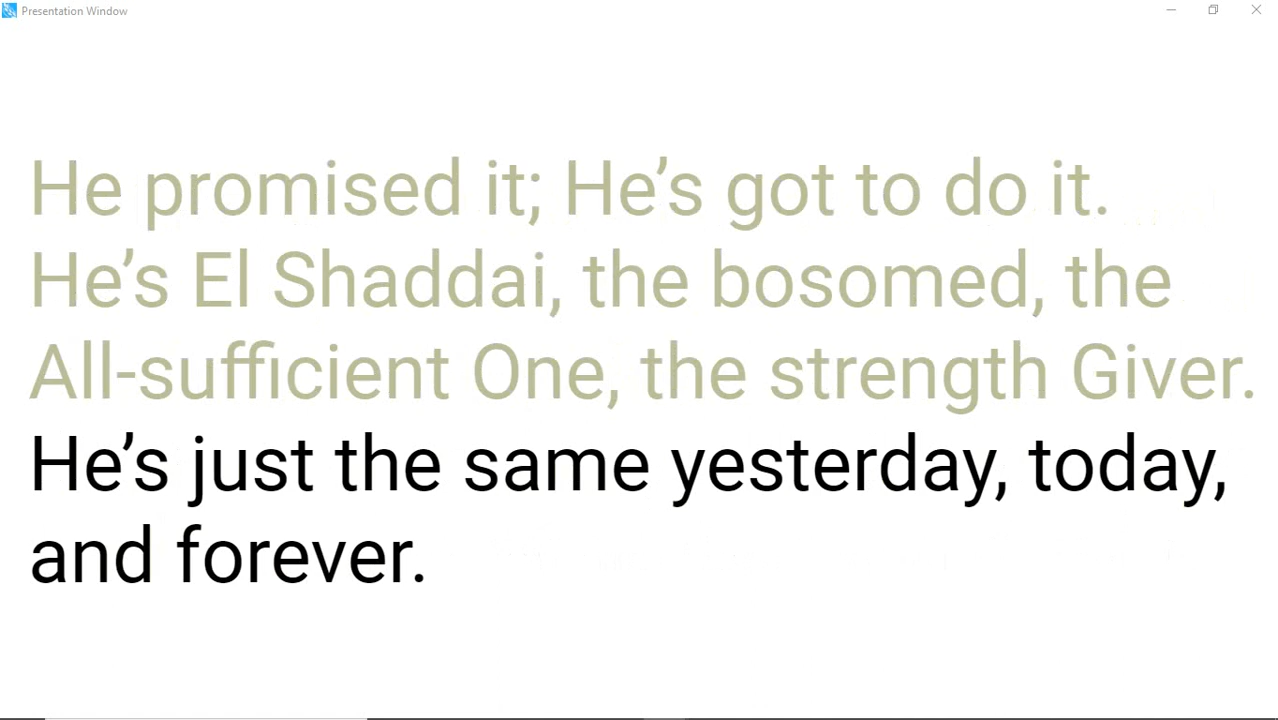 Presentation Window
He promised it; He’s got to do it.
He’s El Shaddai, the bosomed, the
All-sufficient One, the strength Giver.
He’s just the same yesterday, today,
and forever.